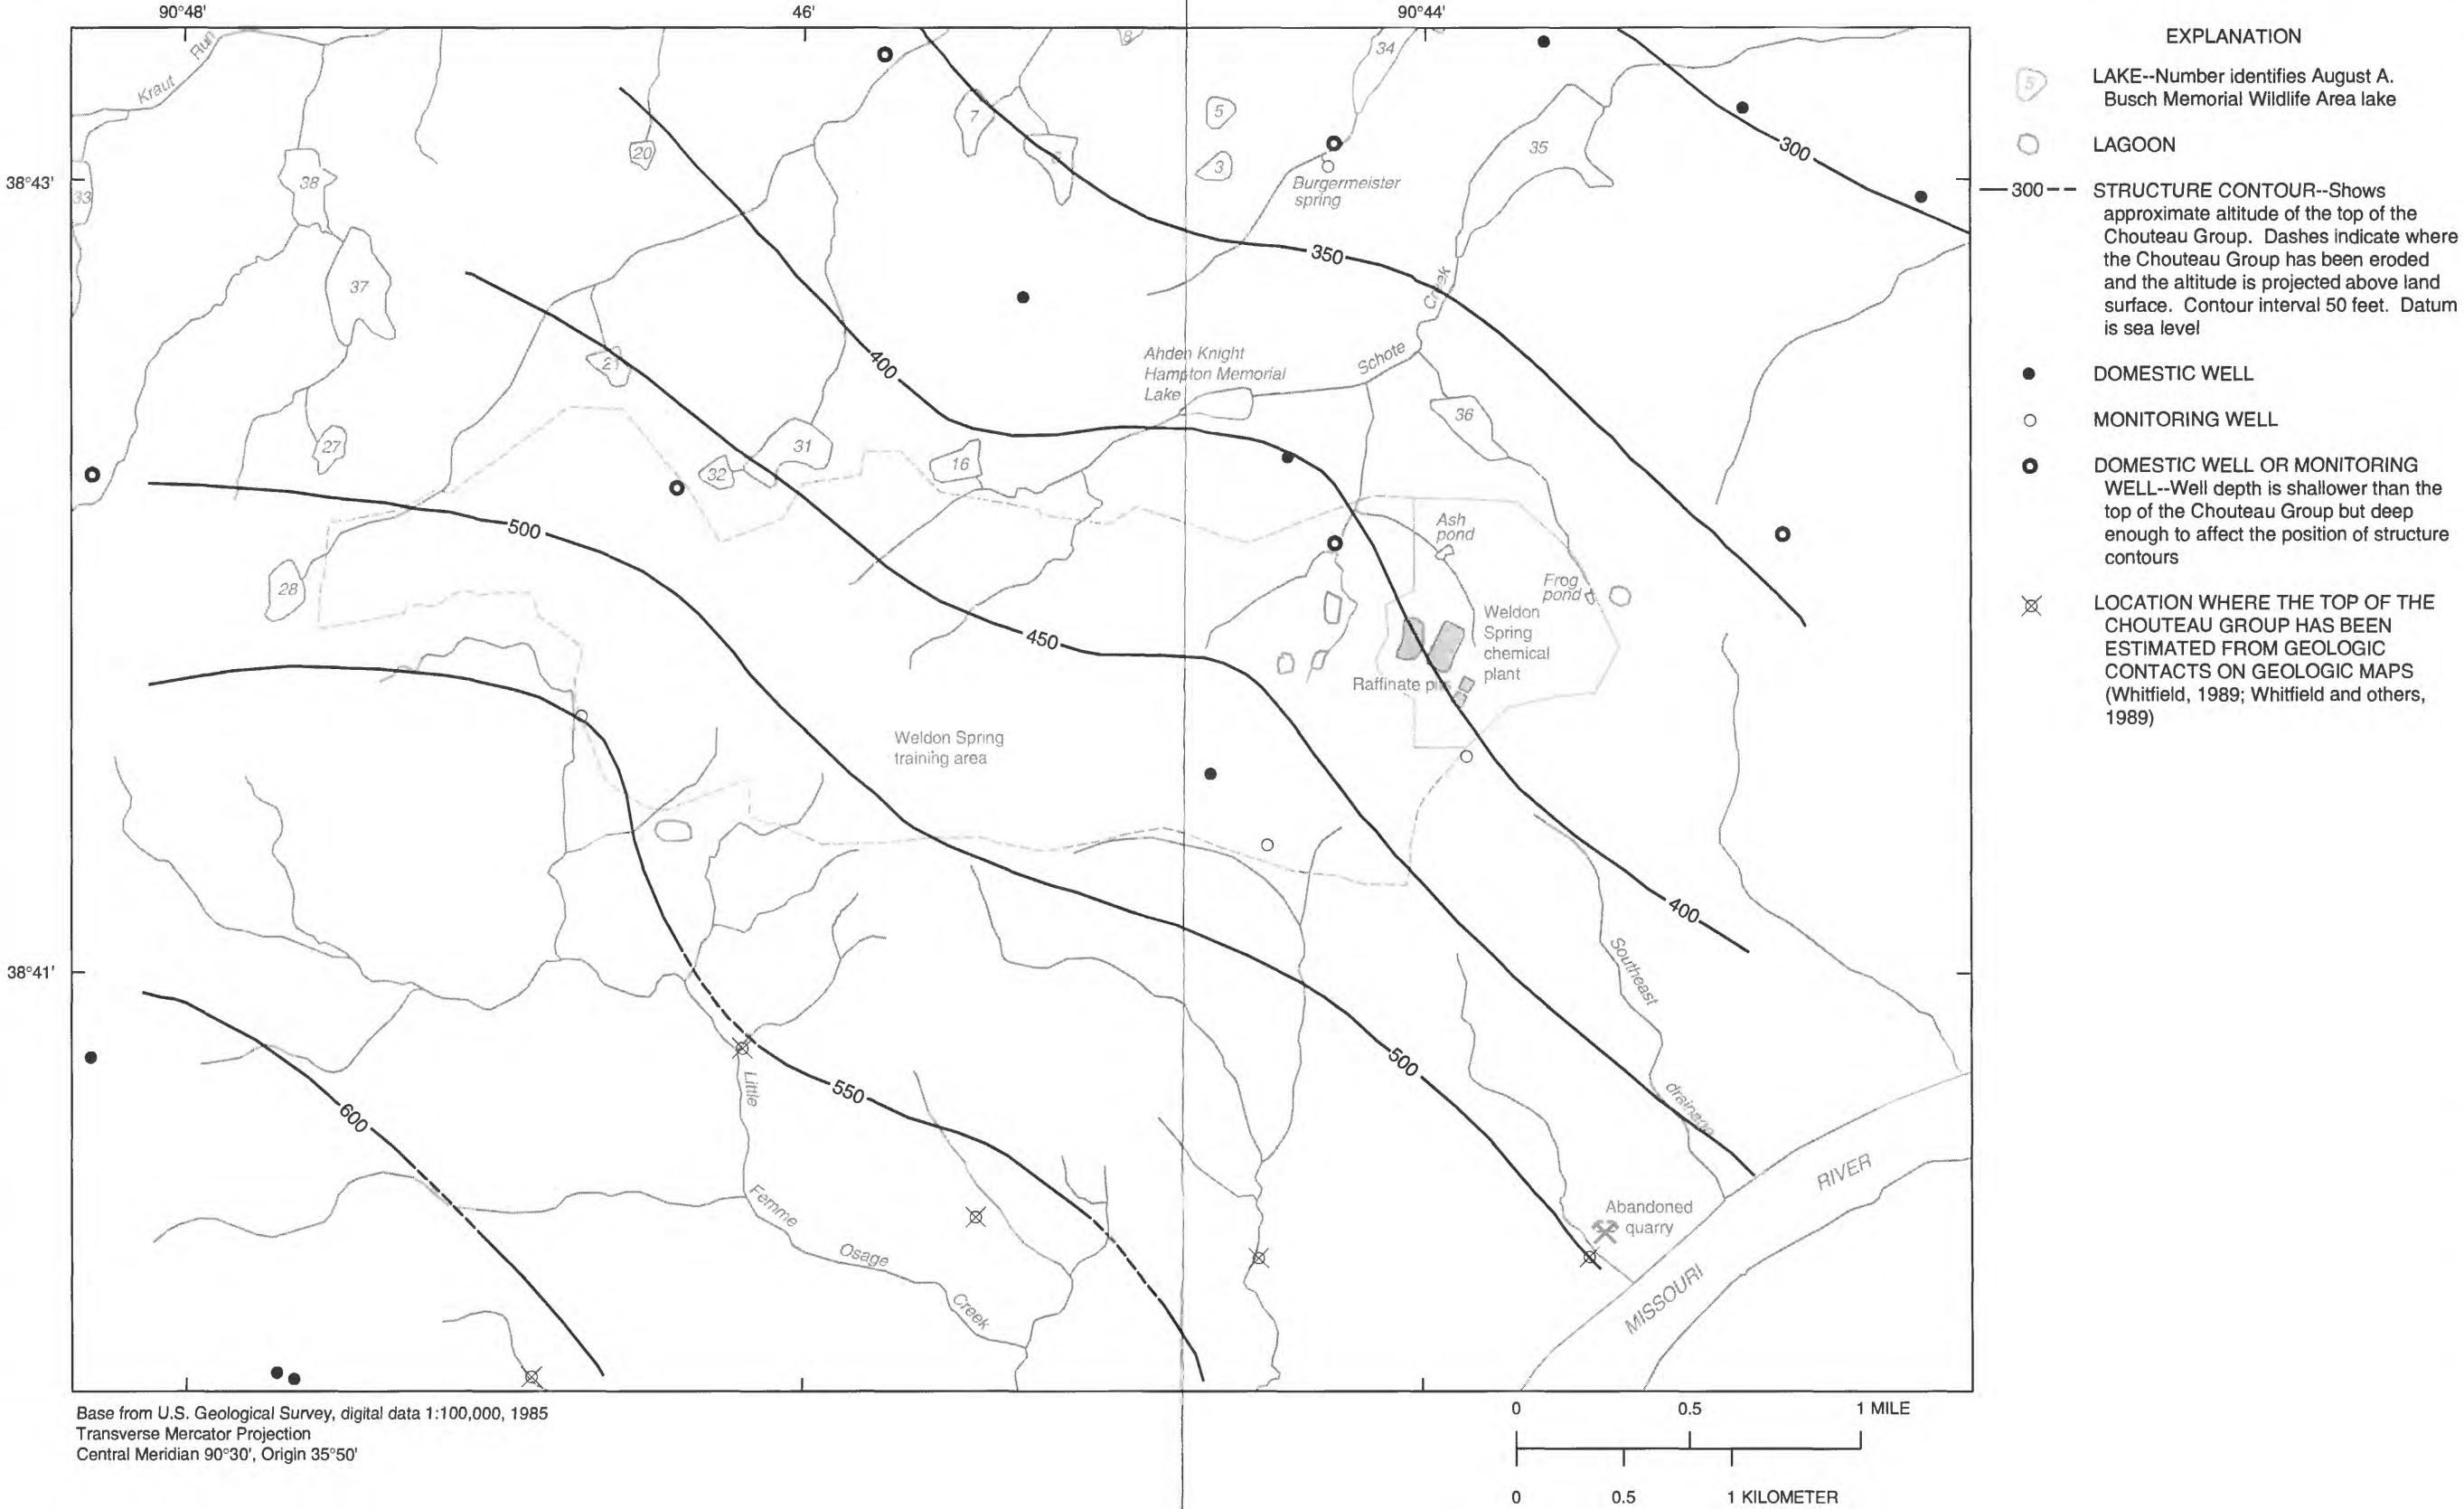 90°48'
46'
90°44'
38°43'
38°41'
Kraut Run
33
38
37
27
28
20
21
32
31
16
7
6
8
5
3
34
35
36
Burgermeister
spring
Schote Creek
Ahden Knight
Hampton Memorial
Lake
Ash
pond
Frog
pond
Weldon
Spring
chemical
plant
Raffinate pits
Weldon Spring
training area
Southeast
drainage
Little
Femme
Osage
Creek
Abandoned
quarry
MISSOURI
RIVER
300
350
400
450
500
550
600
500
400
EXPLANATION
5
LAKE--Number identifies August A.
Busch Memorial Wildlife Area lake
LAGOON
300
STRUCTURE CONTOUR--Shows
approximate altitude of the top of the
Chouteau Group. Dashes indicate where
the Chouteau Group has been eroded
and the altitude is projected above land
surface. Contour interval 50 feet. Datum
is sea level
DOMESTIC WELL
MONITORING WELL
DOMESTIC WELL OR MONITORING
WELL--Well depth is shallower than the
top of the Chouteau Group but deep
enough to affect the position of structure
contours
LOCATION WHERE THE TOP OF THE
CHOUTEAU GROUP HAS BEEN
ESTIMATED FROM GEOLOGIC
CONTACTS ON GEOLOGIC MAPS
(Whitfield, 1989; Whitfield and others,
1989)
Base from U.S. Geological Survey, digital data 1:100,000, 1985
Transverse Mercator Projection
Central Meridian 90°30', Origin 35°50'
0 0.5 1 MILE
0 0.5 1 KILOMETER